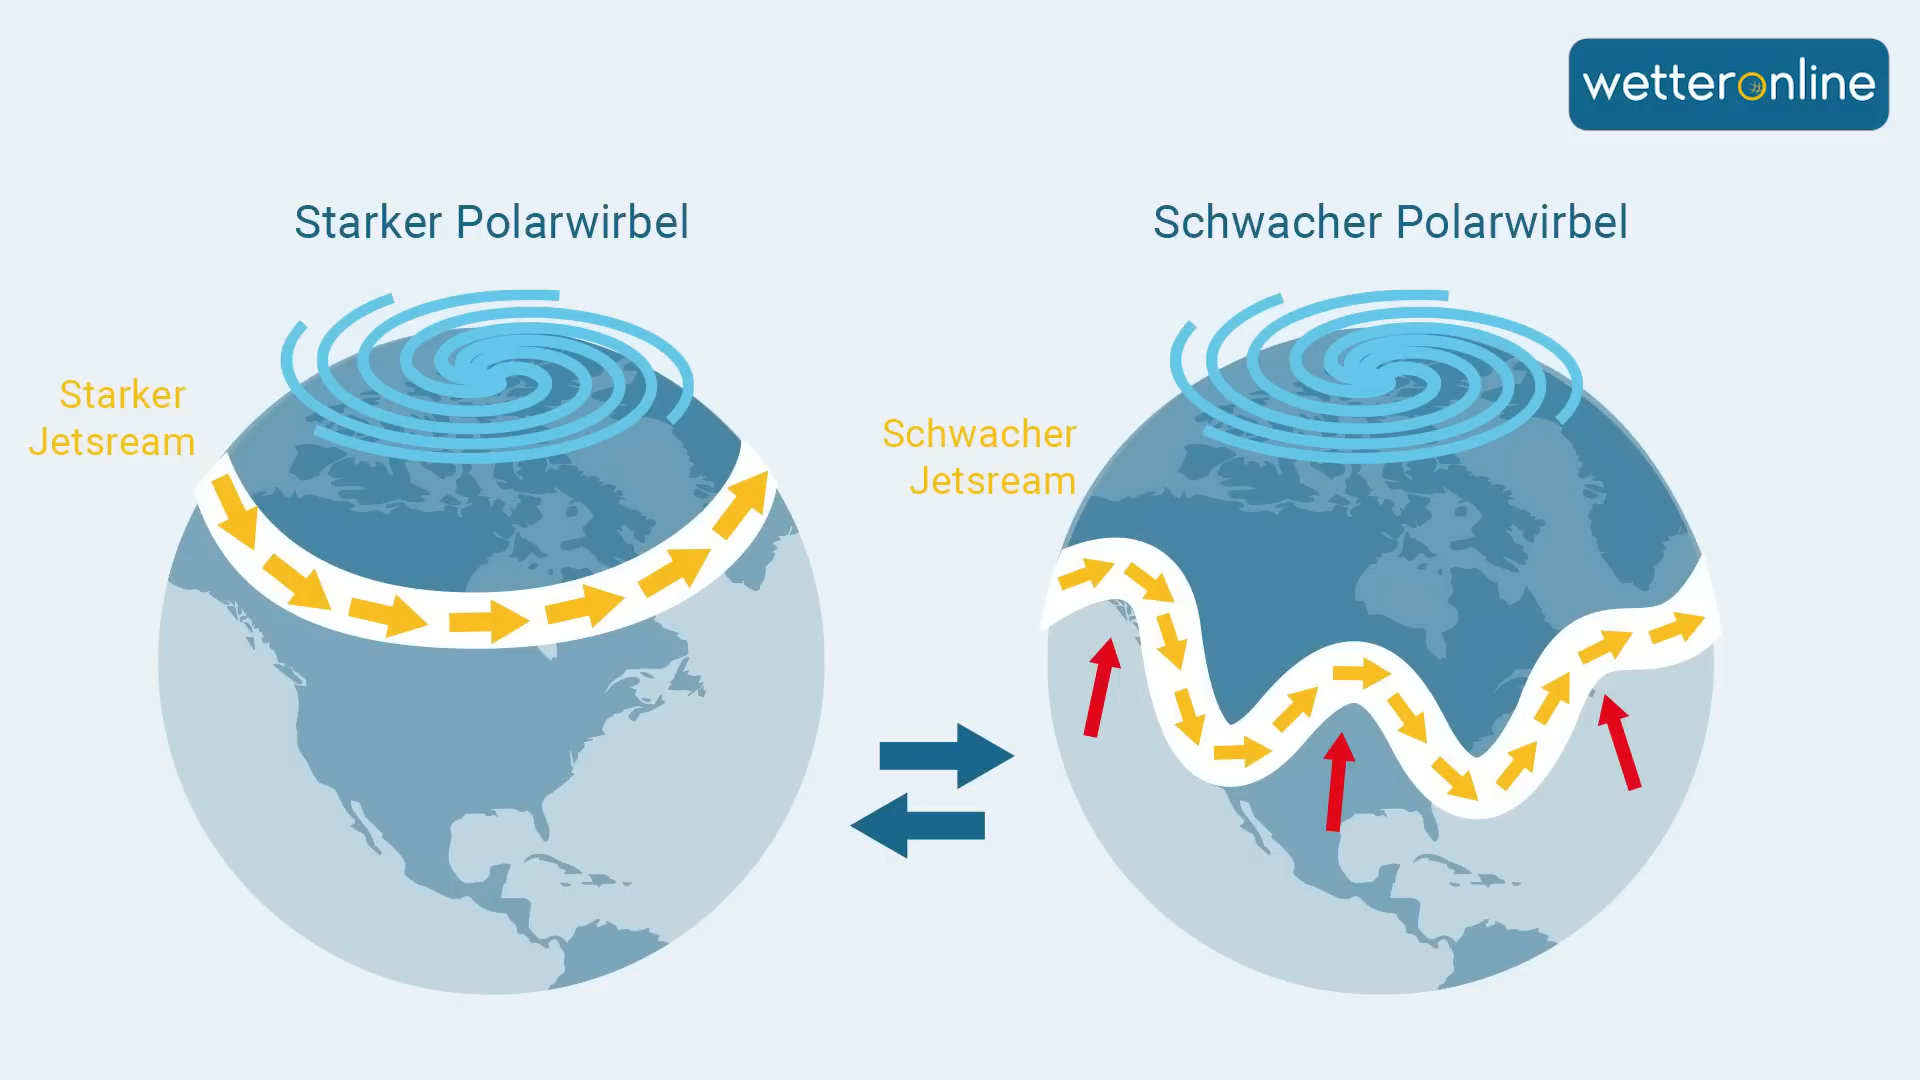 wetteronline
Starker Polarwirbel
Schwacher Polarwirbel
Starker
Jetsream
Schwacher
Jetsream